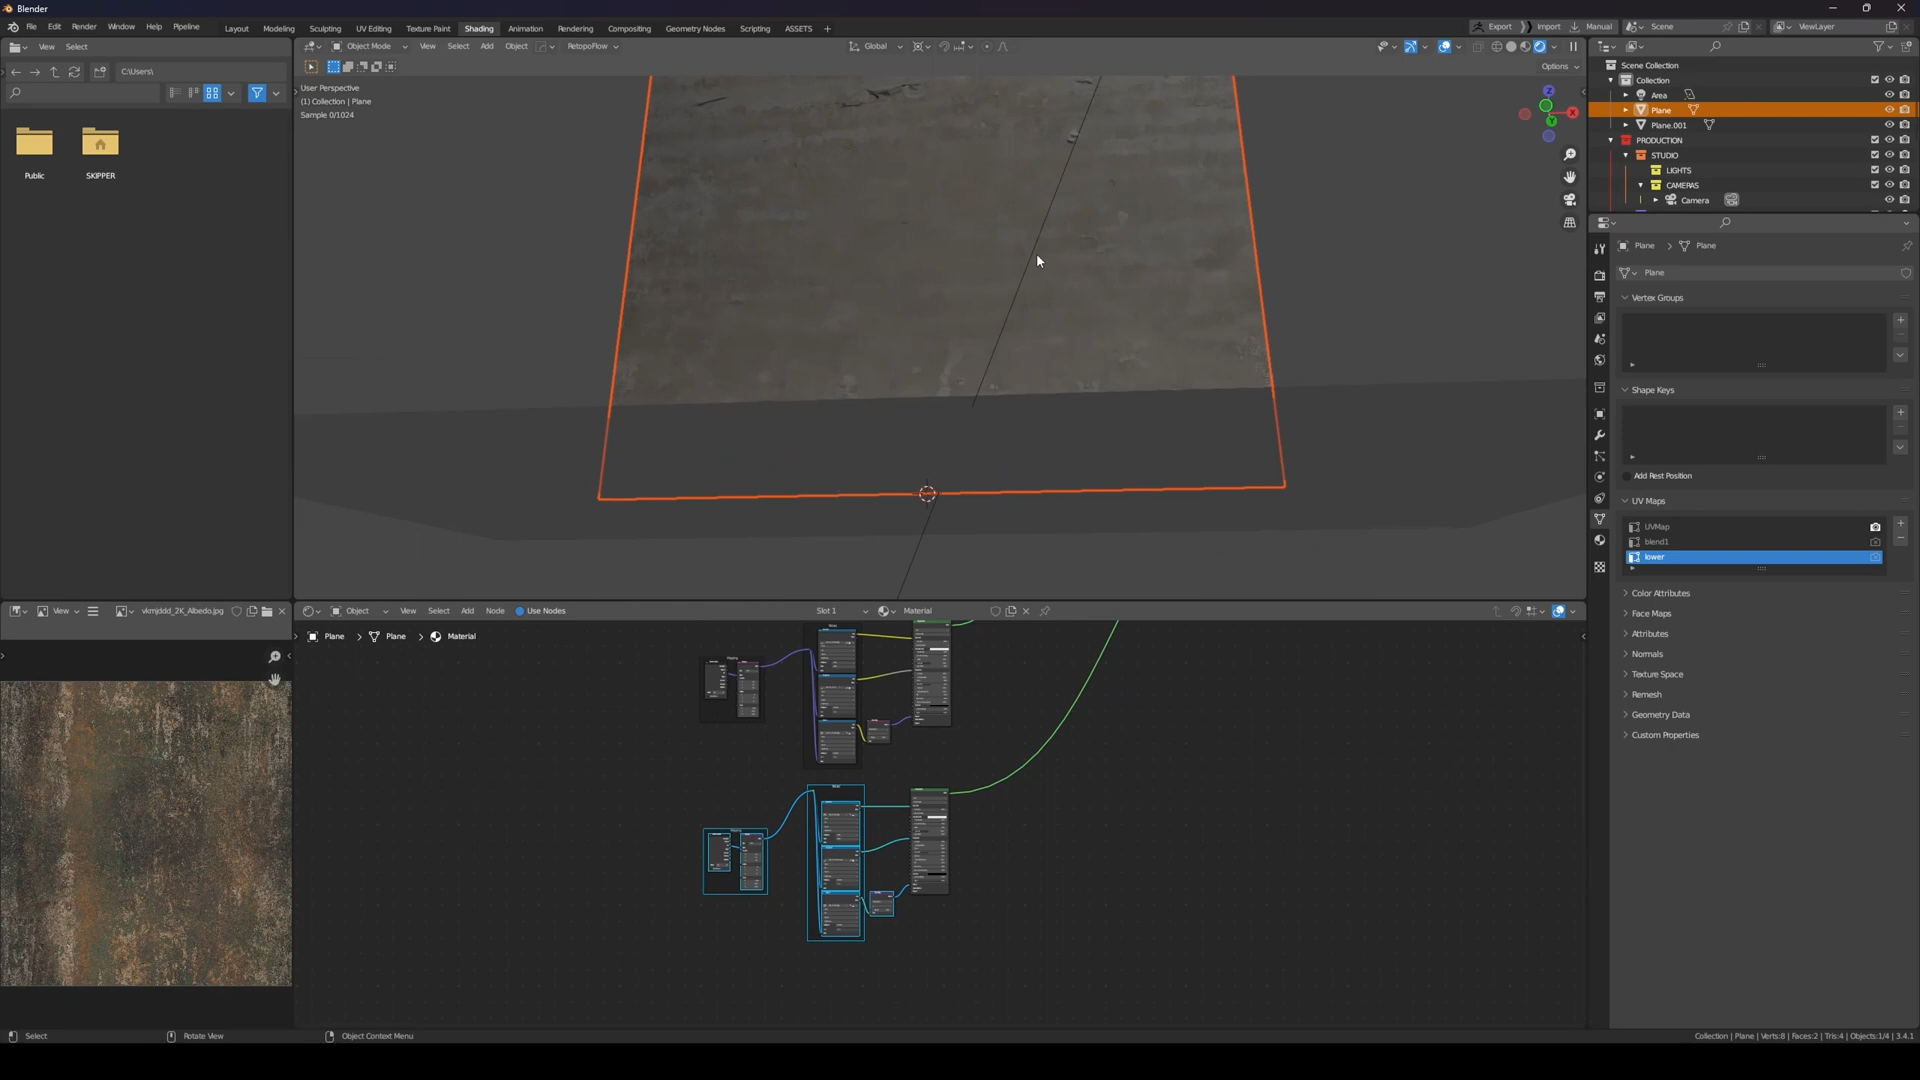 Blender
File Edit Render Window Help Pipeline Layout Modeling Sculpting UV Editing Texture Paint Shading Animation Rendering Compositing Geometry Nodes Scripting ASSETS + Export Import Manual Scene ViewLayer
View Select
C:\Users\
Public SKIPPER
Object Mode View Select Add Object RetopoFlow Global
Options
User Perspective
(1) Collection | Plane
Sample 0/1024
Z
X
Y
Scene Collection
Collection
Area
Plane
Plane.001
PRODUCTION
STUDIO
LIGHTS
CAMERAS
Camera
Plane > Plane
Plane
Vertex Groups
Shape Keys
Add Rest Position
UV Maps
UVMap
blend1
lower
Color Attributes
Face Maps
Attributes
Normals
Texture Space
Remesh
Geometry Data
Custom Properties
View vkmjddd_2K_Albedo.jpg
Object View Select Add Node Use Nodes Slot 1 Material
Plane > Plane > Material
Select Rotate View Object Context Menu
Collection | Plane | Verts:8 | Faces:2 | Tris:4 | Objects:1/4 | 3.4.1